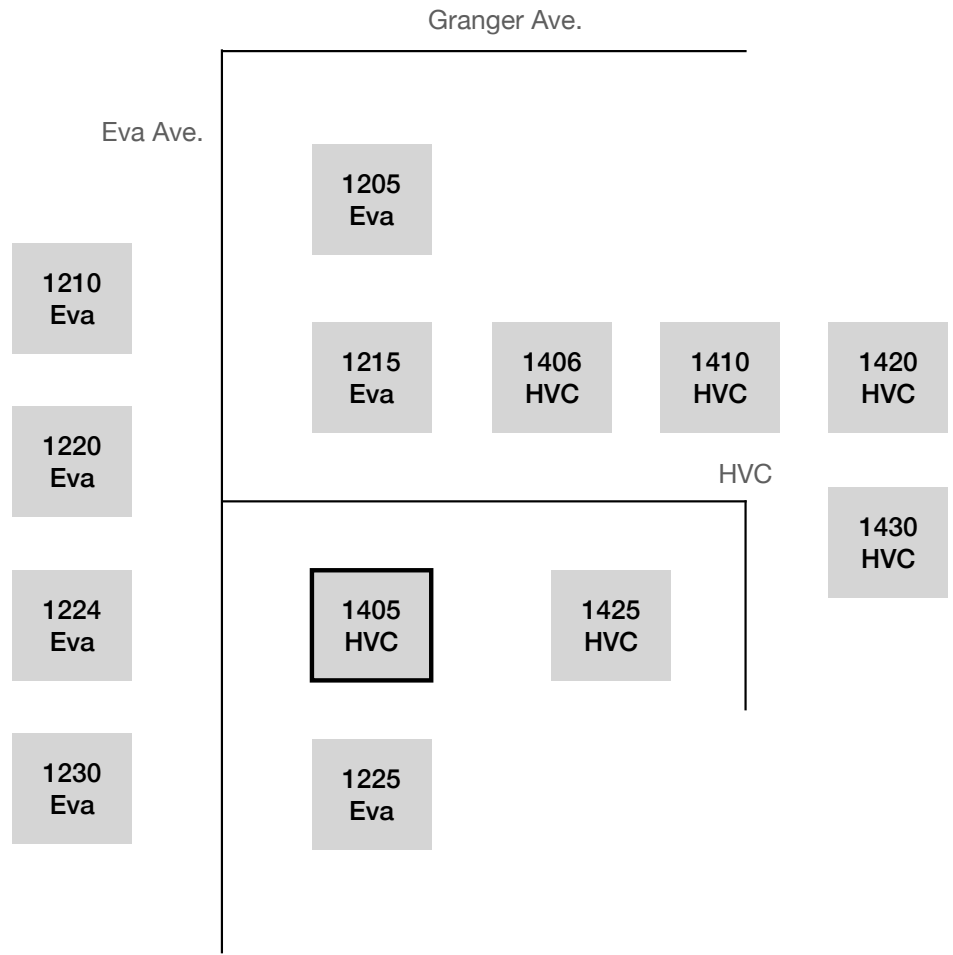 Granger Ave.
Eva Ave.
1205
Eva
1210
Eva
1215
Eva
1406
HVC
1410
HVC
1420
HVC
1220
Eva
HVC
1430
HVC
1224
Eva
1405
HVC
1425
HVC
1230
Eva
1225
Eva